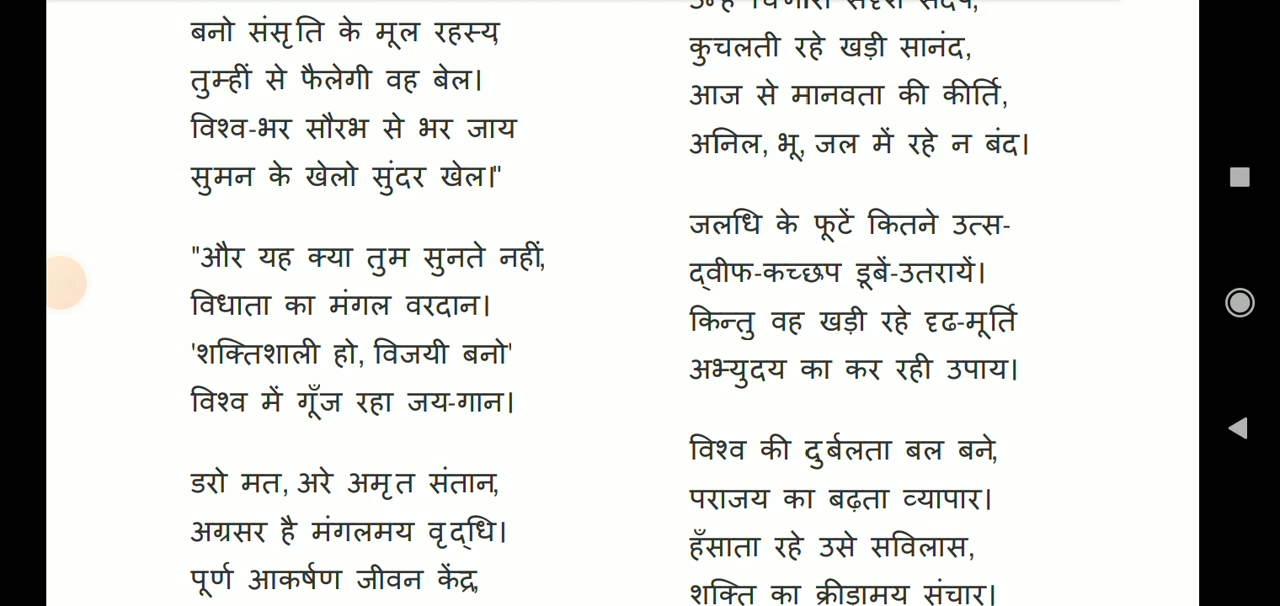 बनो संसृति के मूल रहस्य,
तुम्हीं से फैलेगी वह बेल।
विश्व-भर सौरभ से भर जाय
सुमन के खेलो सुंदर खेल।"
"और यह क्या तुम सुनते नहीं,
विधाता का मंगल वरदान।
'शक्तिशाली हो, विजयी बनो'
विश्व में गूँज रहा जय-गान।
डरो मत, अरे अमृत संतान,
अग्रसर है मंगलमय वृद्धि।
पूर्ण आकर्षण जीवन केंद्र,
कुचलती रहे खड़ी सानंद,
आज से मानवता की कीर्ति,
अनिल, भू, जल में रहे न बंद।
जलधि के फूटें कितने उत्स-
द्वीफ-कच्छप डूबें-उतरायें।
किन्तु वह खड़ी रहे दृढ-मूर्ति
अभ्युदय का कर रही उपाय।
विश्व की दुर्बलता बल बने,
पराजय का बढ़ता व्यापार।
हँसाता रहे उसे सविलास,
शक्ति का क्रीडामय संचार।